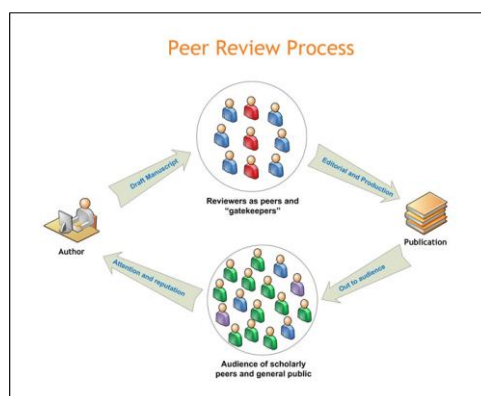 Peer Review Process
Draft Manuscript
Reviewers as peers and
“gatekeepers”
Editorial and Production
Author
Publication
Attention and reputation
Out to audience
Audience of scholarly
peers and general public